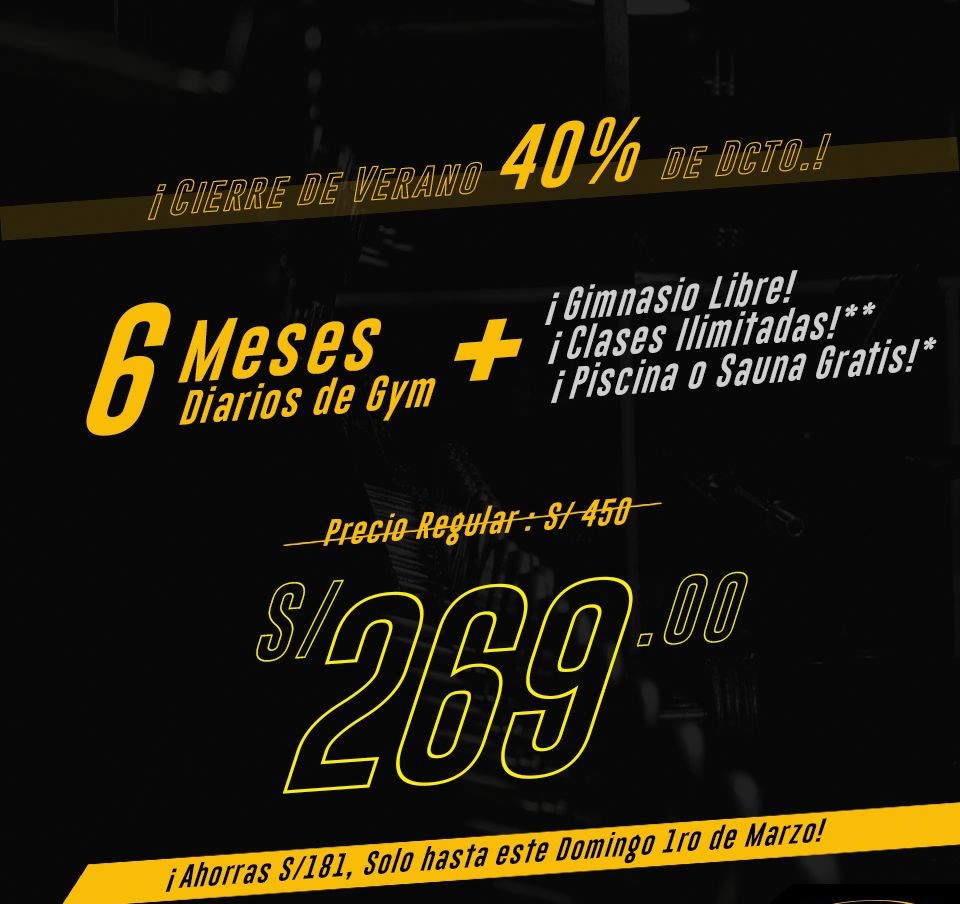 ¡Cierre de Verano 40% de Dcto.!
6 Meses
Diarios de Gym
+
¡Gimnasio Libre!
¡Clases Ilimitadas!**
¡Piscina o Sauna Gratis!*
Precio Regular : S/ 450
S/269.00
¡Ahorras S/181, Solo hasta este Domingo 1ro de Marzo!